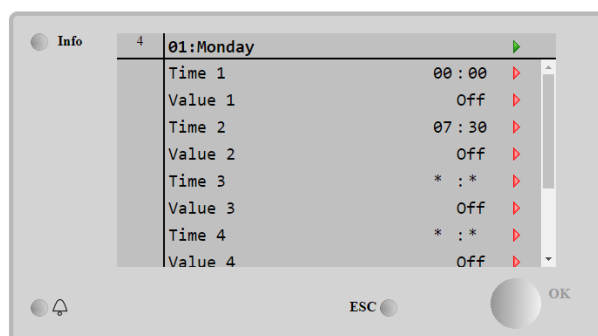 Info
4 01:Monday
Time 1 00:00
Value 1 Off
Time 2 07:30
Value 2 Off
Time 3 * :*
Value 3 Off
Time 4 * :*
Value 4 Off
ESC OK